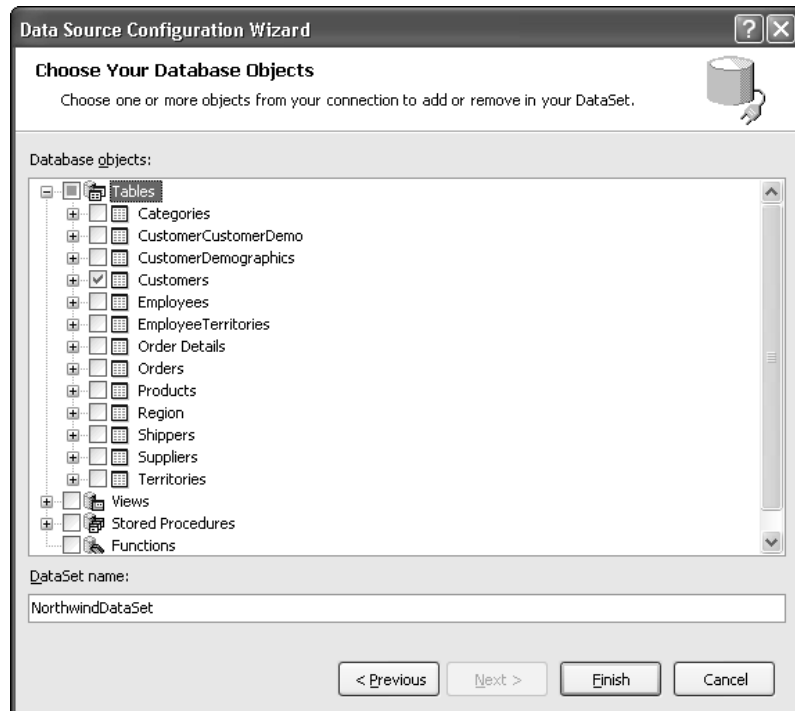 Data Source Configuration Wizard
Choose Your Database Objects
Choose one or more objects from your connection to add or remove in your DataSet.
Database objects:
Tables
Categories
CustomerCustomerDemo
CustomerDemographics
Customers
Employees
EmployeeTerritories
Order Details
Orders
Products
Region
Shippers
Suppliers
Territories
Views
Stored Procedures
Functions
DataSet name:
NorthwindDataSet
< Previous Next > Finish Cancel